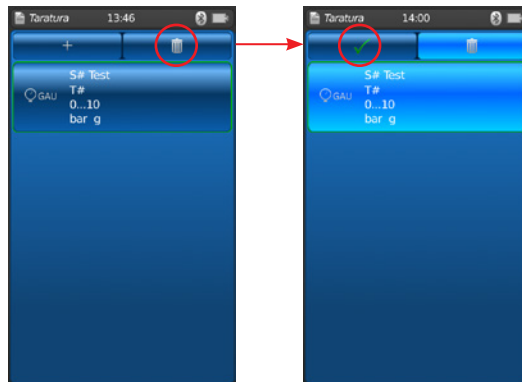 Taratura 13:46
+
S# Test
GAU T#
0...10
bar g
Taratura 14:00
S# Test
GAU T#
0...10
bar g